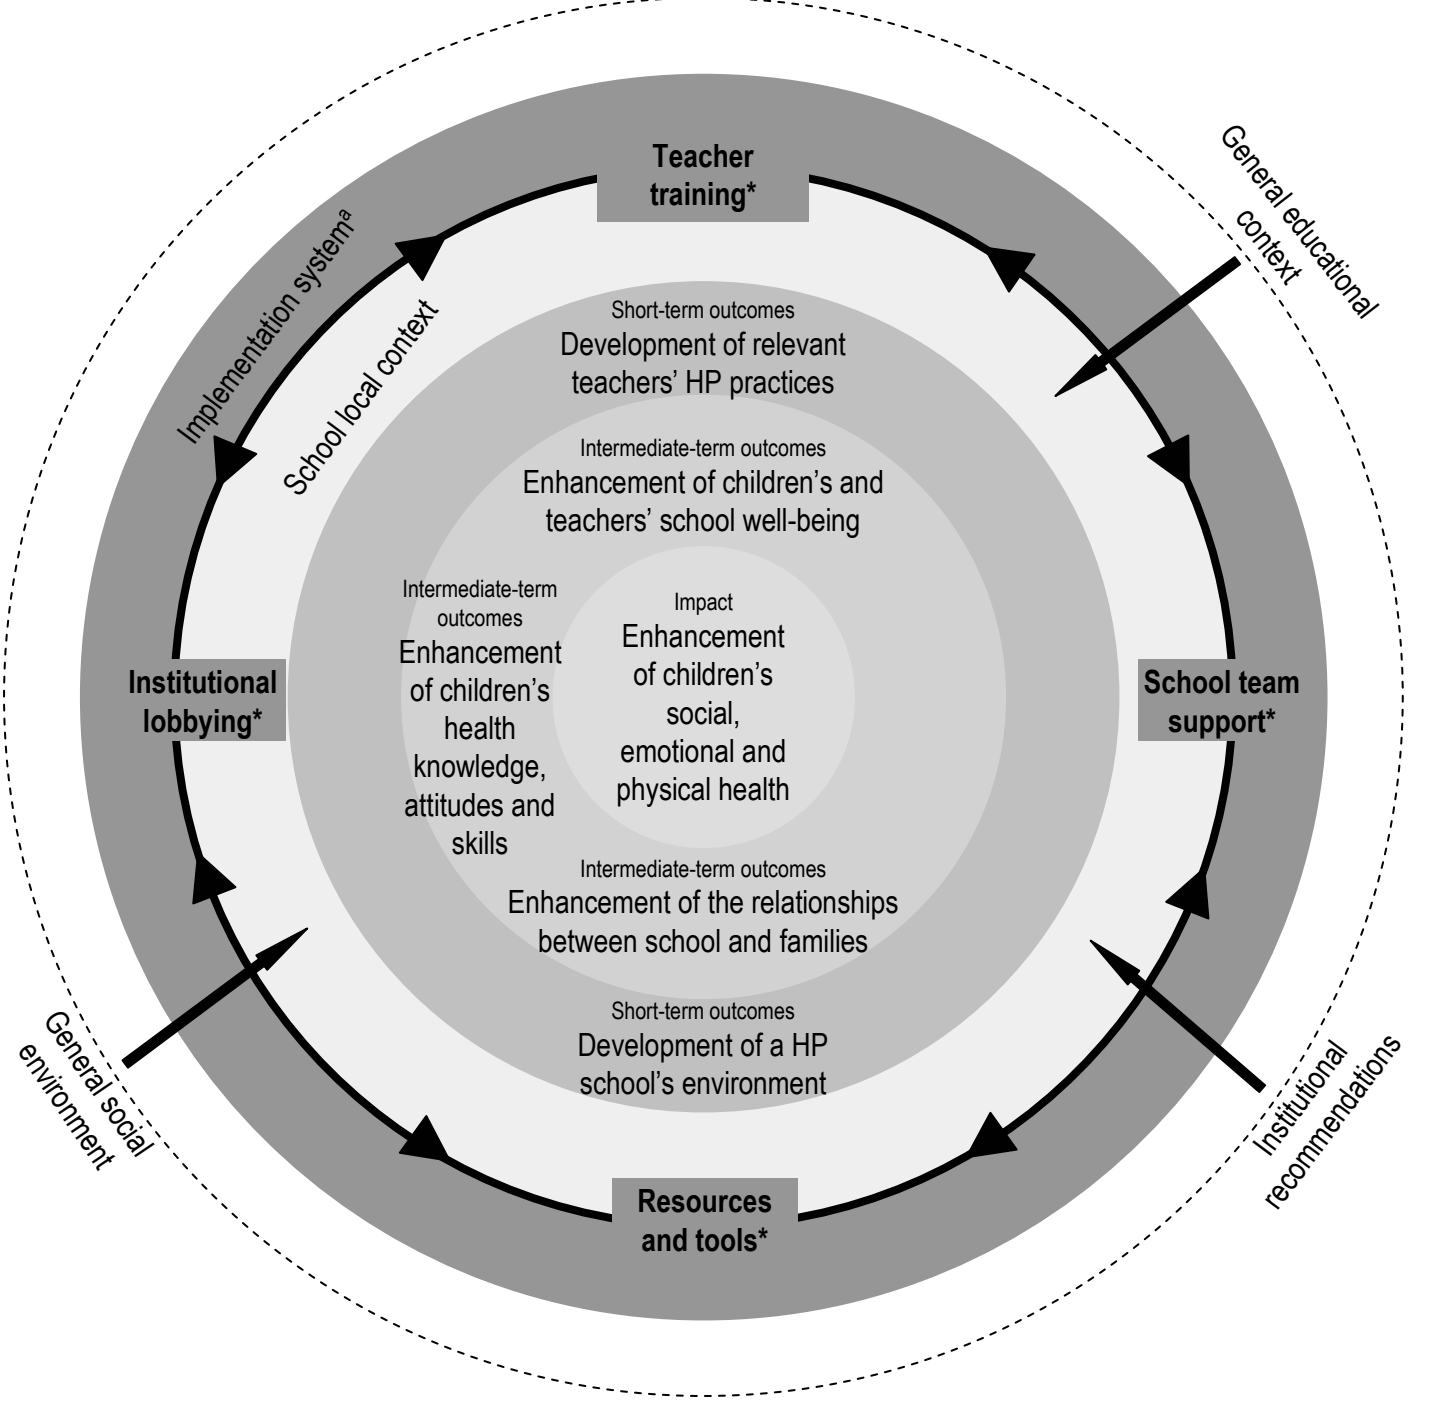 Teacher
training*
General educational
context
Implementation systemª
School local context
Short-term outcomes
Development of relevant
teachers’ HP practices
Intermediate-term outcomes
Enhancement of children’s and
teachers’ school well-being
Intermediate-term
outcomes
Enhancement
of children’s
health
knowledge,
attitudes and
skills
Impact
Enhancement
of children’s
social,
emotional and
physical health
Institutional
lobbying*
School team
support*
Intermediate-term outcomes
Enhancement of the relationships
between school and families
Short-term outcomes
Development of a HP
school’s environment
General social
environment
Institutional
recommendations
Resources
and tools*